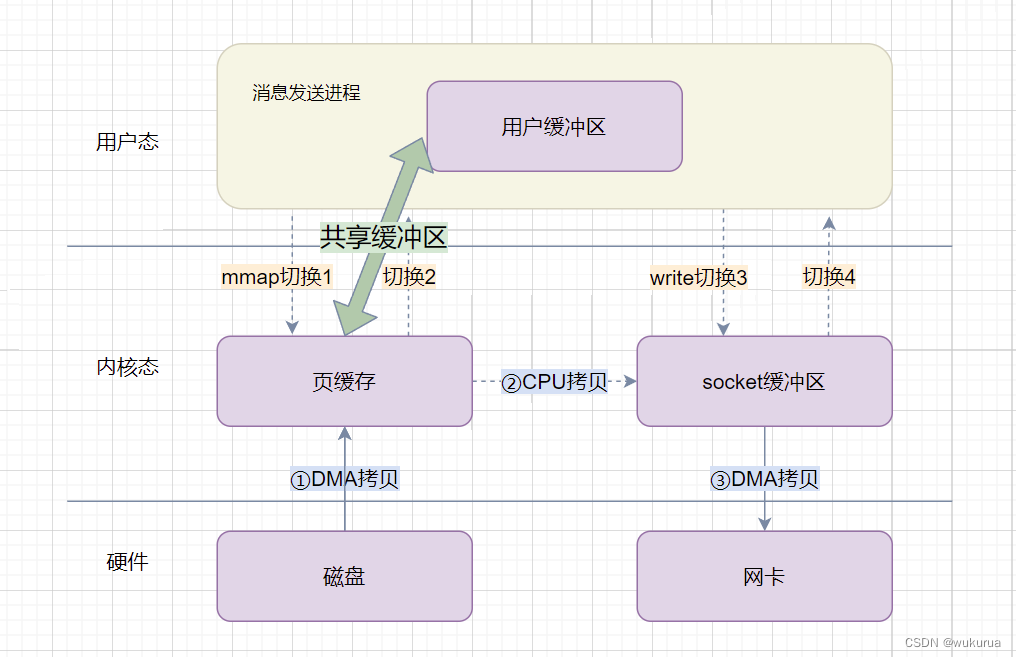 消息发送进程
用户缓冲区
用户态
共享缓冲区
mmap切换1
切换2
write切换3
切换4
内核态
页缓存
②CPU拷贝
socket缓冲区
①DMA拷贝
③DMA拷贝
硬件
磁盘
网卡
CSDN @wukurua